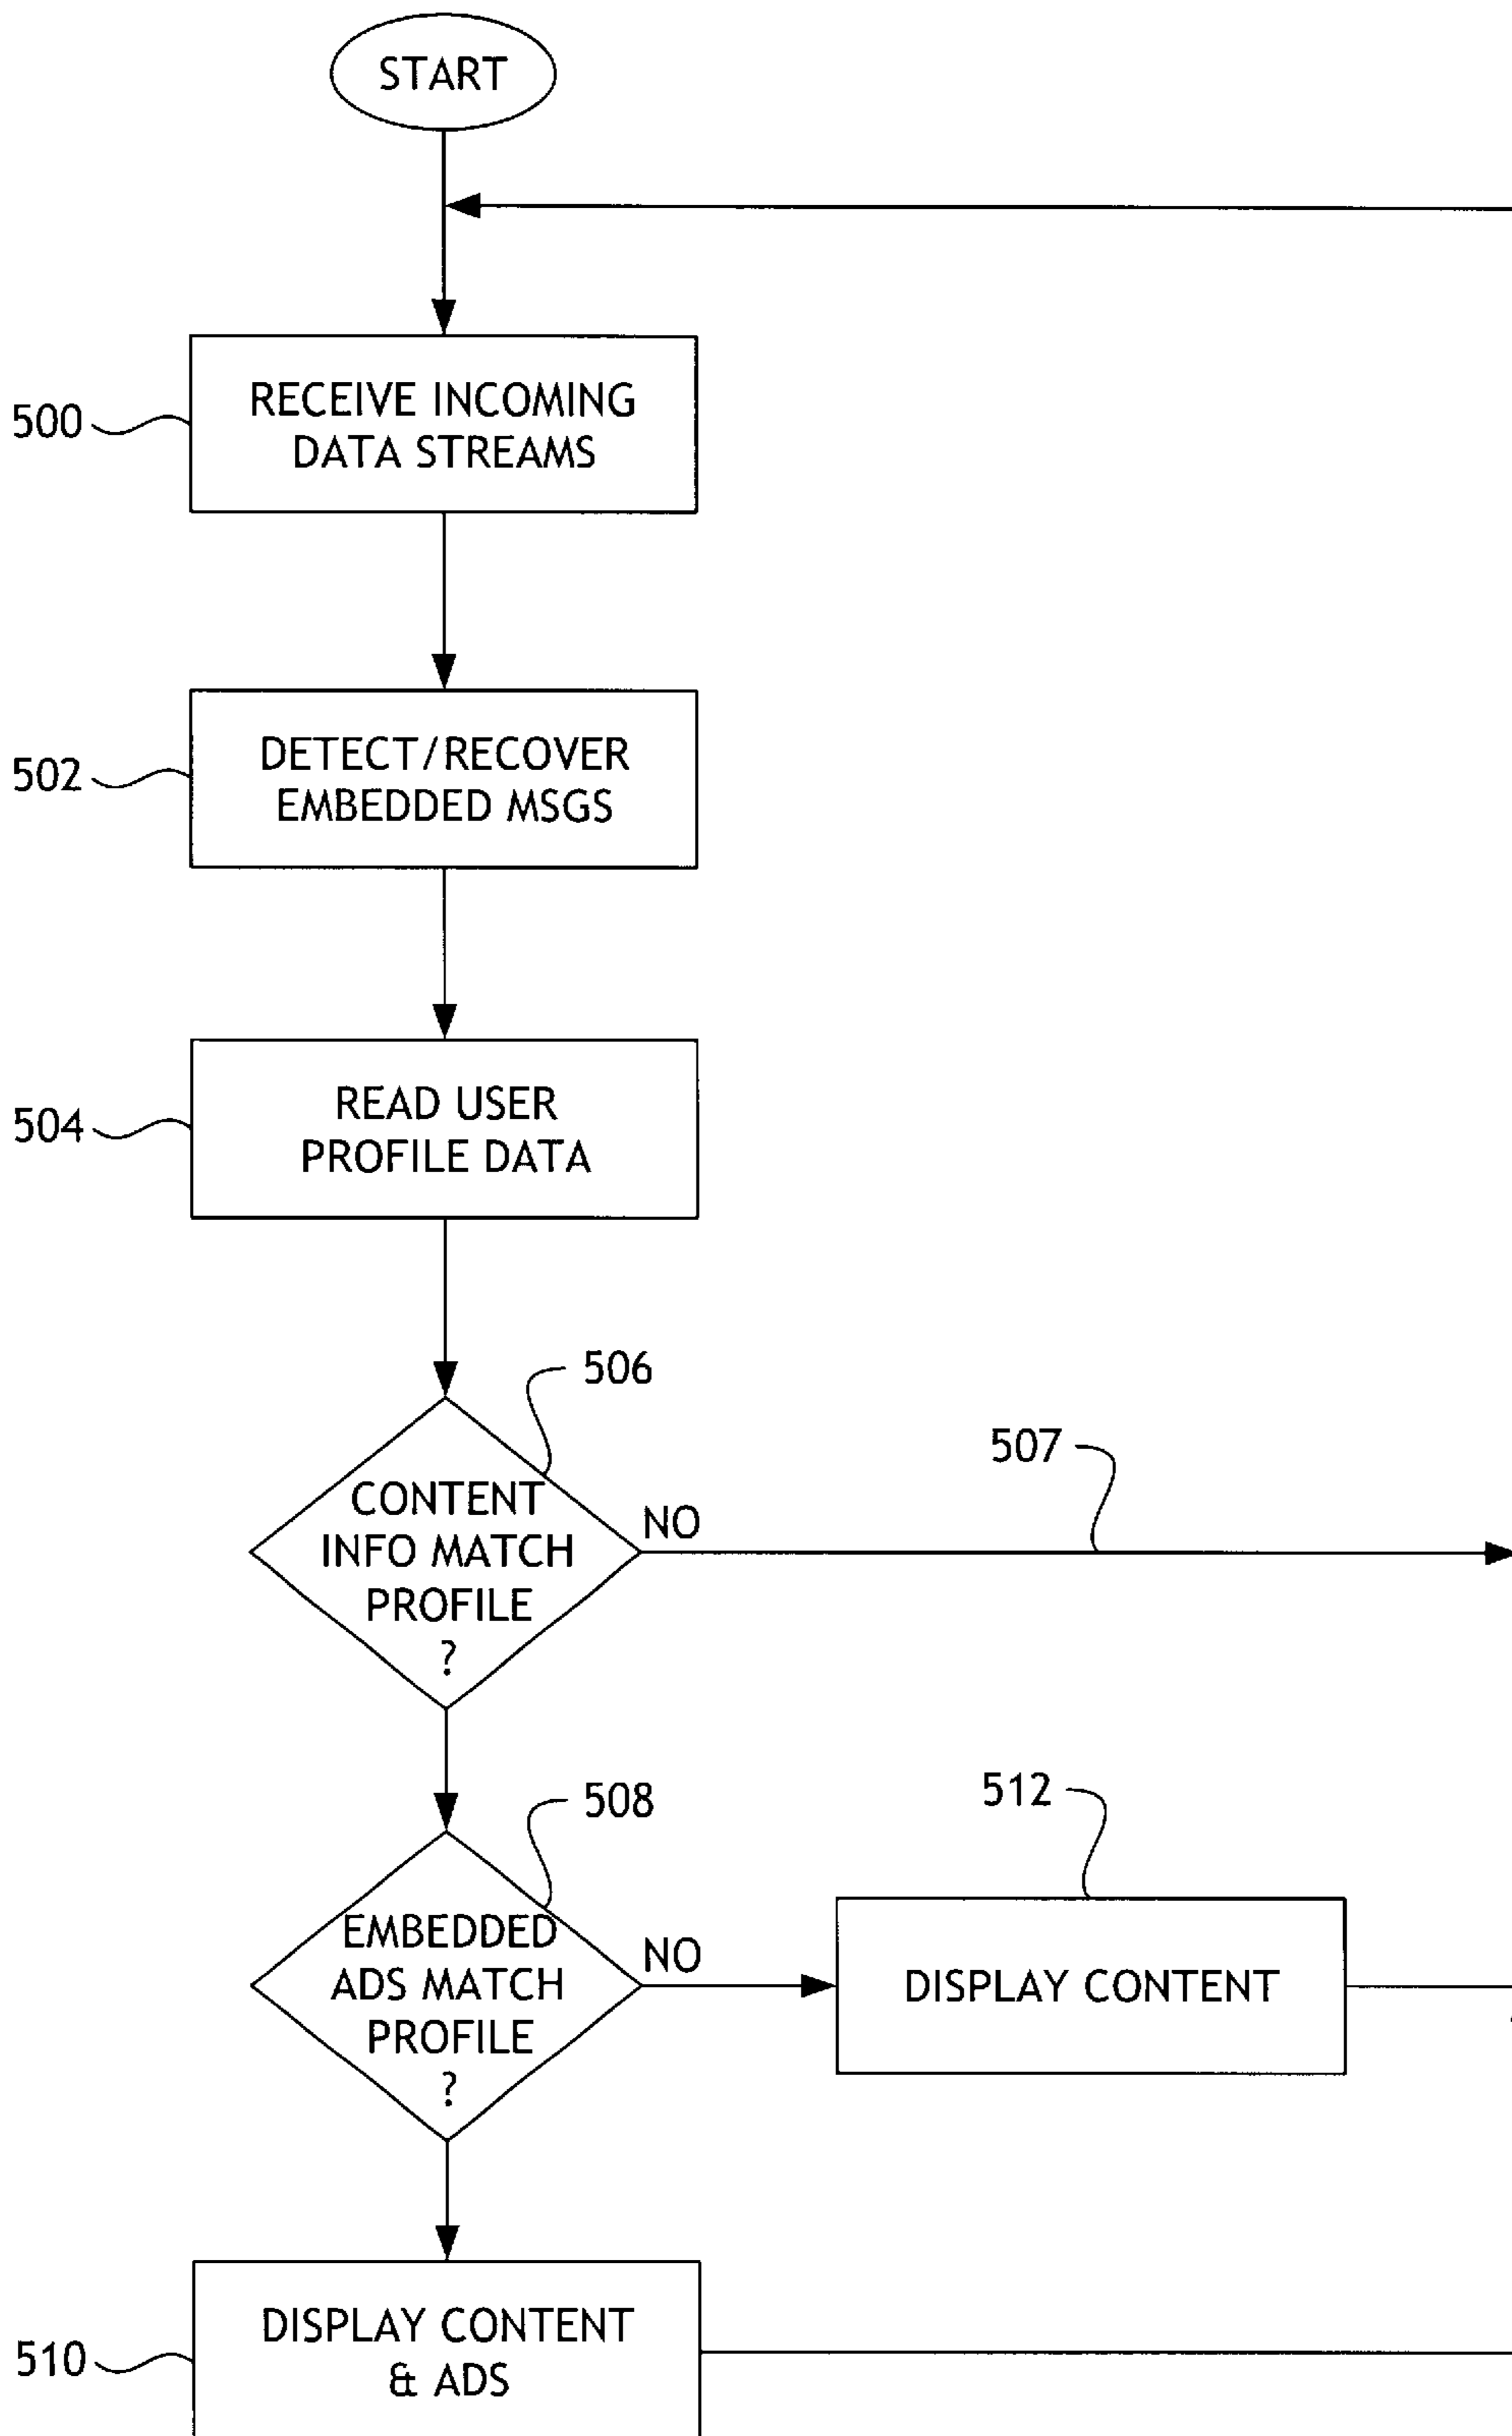 START
500
RECEIVE INCOMING
DATA STREAMS
502
DETECT/RECOVER
EMBEDDED MSGS
504
READ USER
PROFILE DATA
506
CONTENT
INFO MATCH
PROFILE
?
NO
507
508
EMBEDDED
ADS MATCH
PROFILE
?
NO
512
DISPLAY CONTENT
510
DISPLAY CONTENT
& ADS